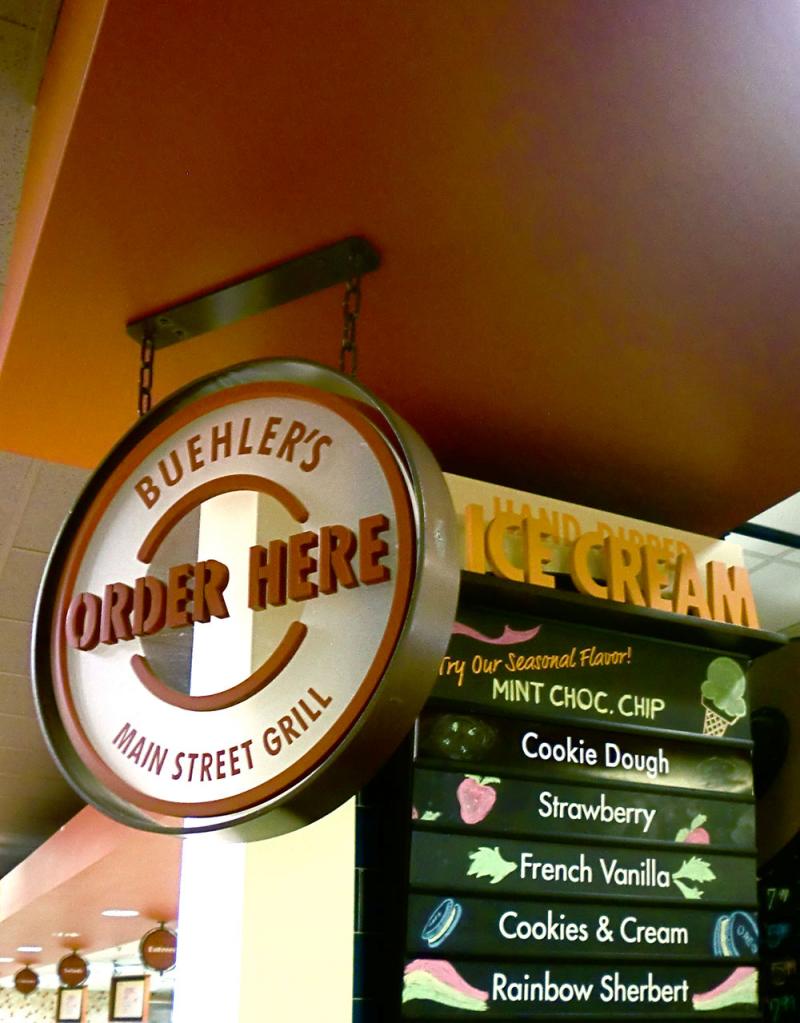 BUEHLER'S
ORDER HERE
MAIN STREET GRILL
HAND DIPPED
ICE CREAM
Try Our Seasonal Flavor!
MINT CHOC. CHIP
Cookie Dough
Strawberry
French Vanilla
Cookies & Cream
Rainbow Sherbert